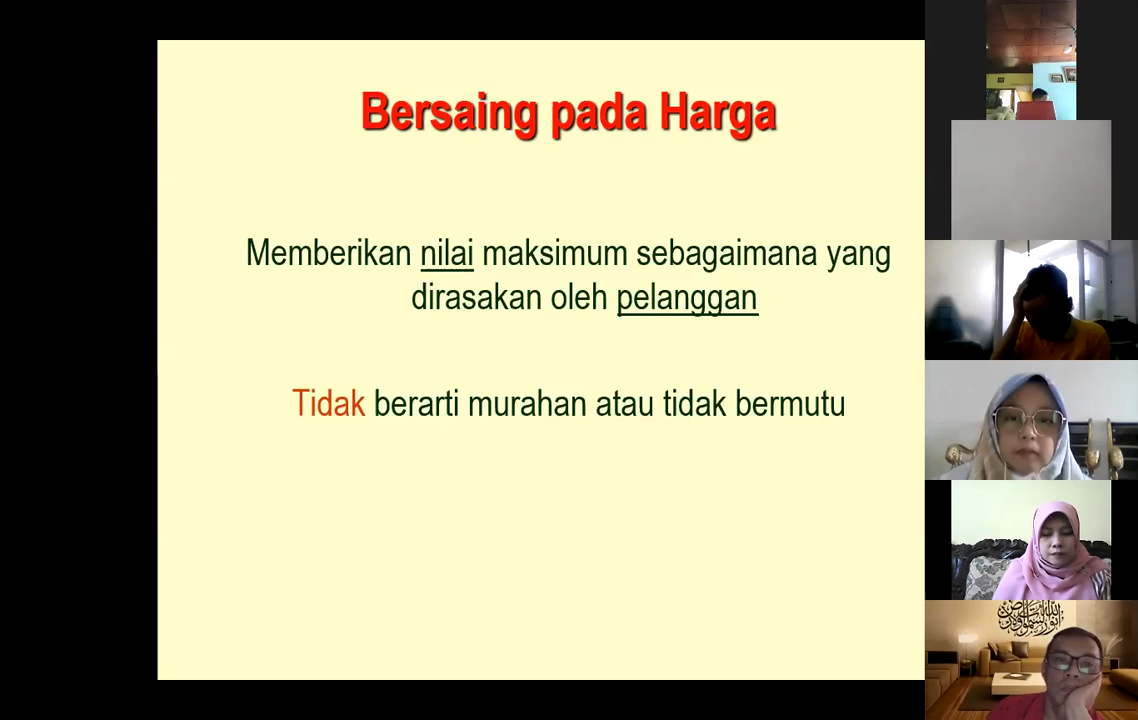 Bersaing pada Harga
Memberikan nilai maksimum sebagaimana yang
dirasakan oleh pelanggan
Tidak berarti murahan atau tidak bermutu